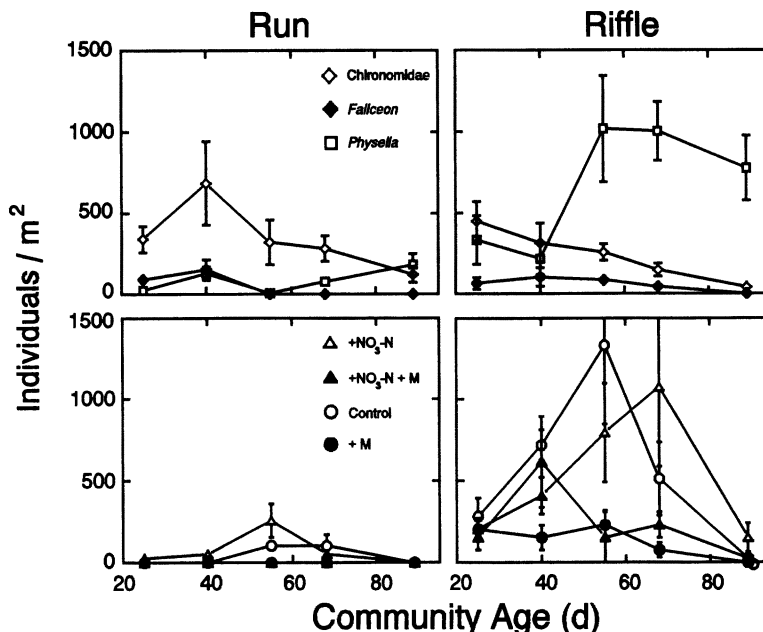 Run
Riffle
1500
1000
500
0
Chironomidae
Fallceon
Physella
1500
1000
500
0
+NO3-N
+NO3-N + M
Control
+ M
20 40 60 80
20 40 60 80
Individuals / m2
Community Age (d)